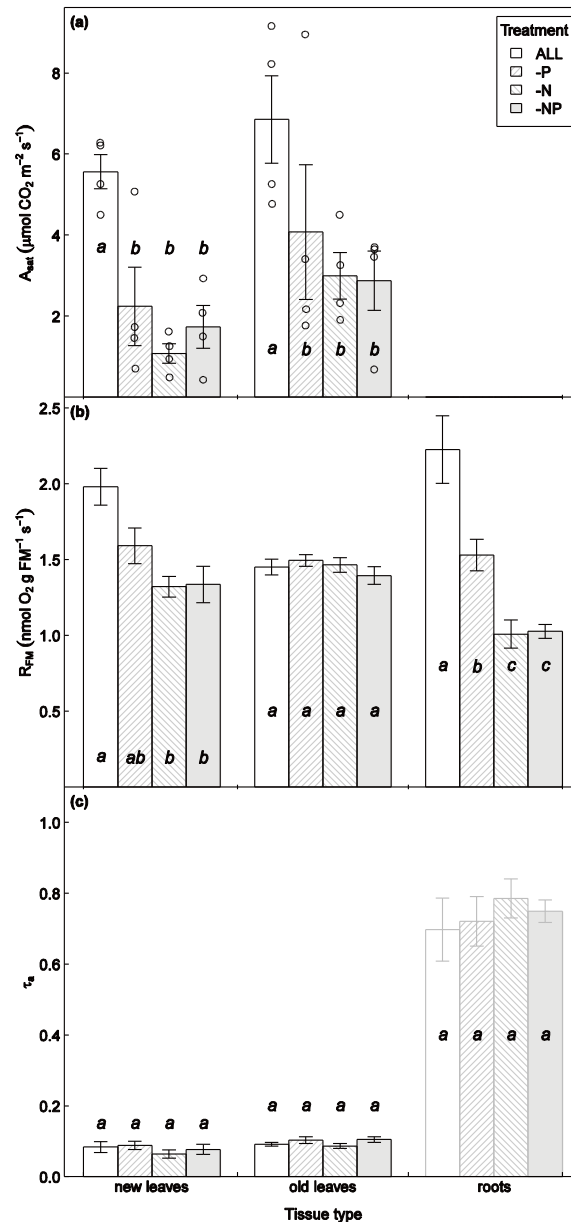 (a)
Treatment
ALL
-P
-N
-NP
8
6
4
2
A_sat (μmol CO₂ m⁻² s⁻¹)
a b b b
a b b b
(b)
2.5
2.0
1.5
1.0
0.5
R_FM (nmol O₂ g FM⁻¹ s⁻¹)
a ab b b
a a a a
a b c c
(c)
1.0
0.8
0.6
0.4
0.2
0.0
τ_a
a a a a
a a a a
a a a a
new leaves old leaves roots
Tissue type